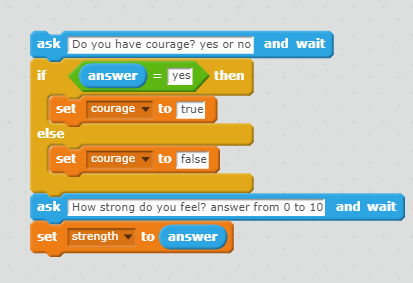 ask Do you have courage? yes or no and wait
if answer = yes then
set courage to true
else
set courage to false
ask How strong do you feel? answer from 0 to 10 and wait
set strength to answer